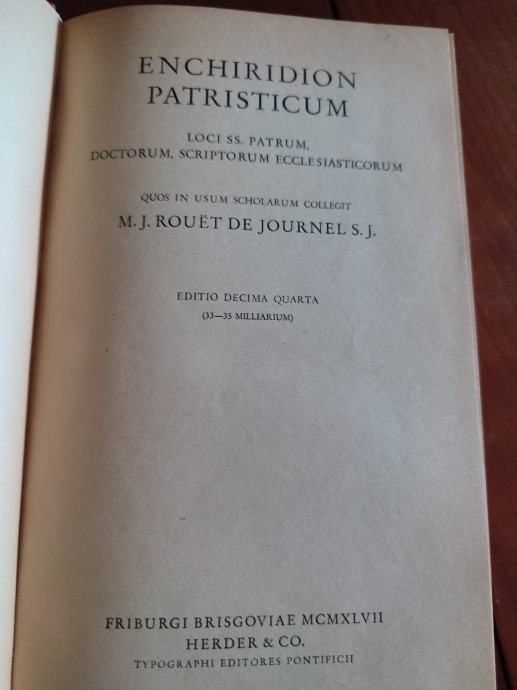 ENCHIRIDION
PATRISTICUM
LOCI SS. PATRUM,
DOCTORUM, SCRIPTORUM ECCLESIASTICORUM
QUOS IN USUM SCHOLARUM COLLEGIT
M. J. ROUËT DE JOURNEL S. J.
EDITIO DECIMA QUARTA
(33—35 MILLIARIUM)
FRIBURGI BRISGOVIAE MCMXLVII
HERDER & CO.
TYPOGRAPHI EDITORES PONTIFICII